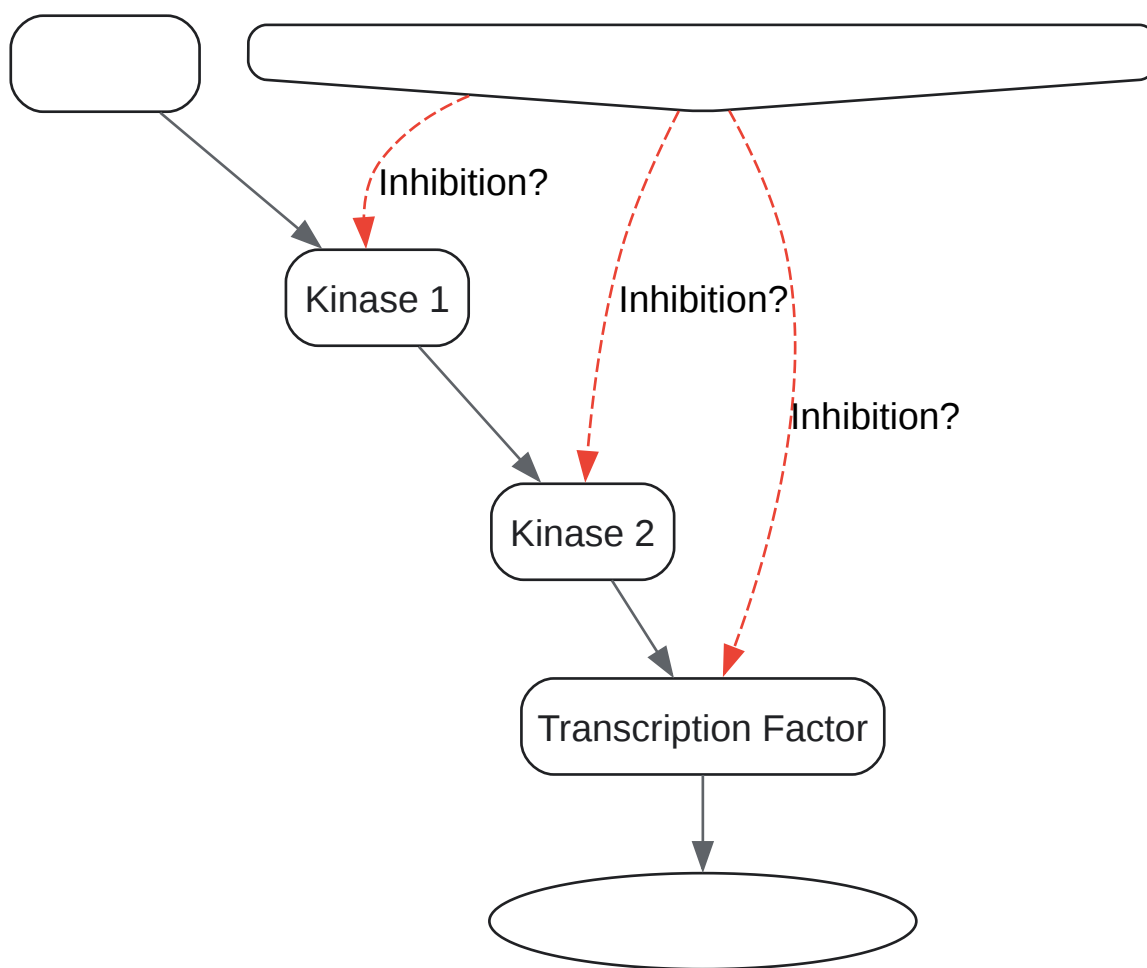 Inhibition?
Kinase 1
Inhibition?
Inhibition?
Kinase 2
Transcription Factor